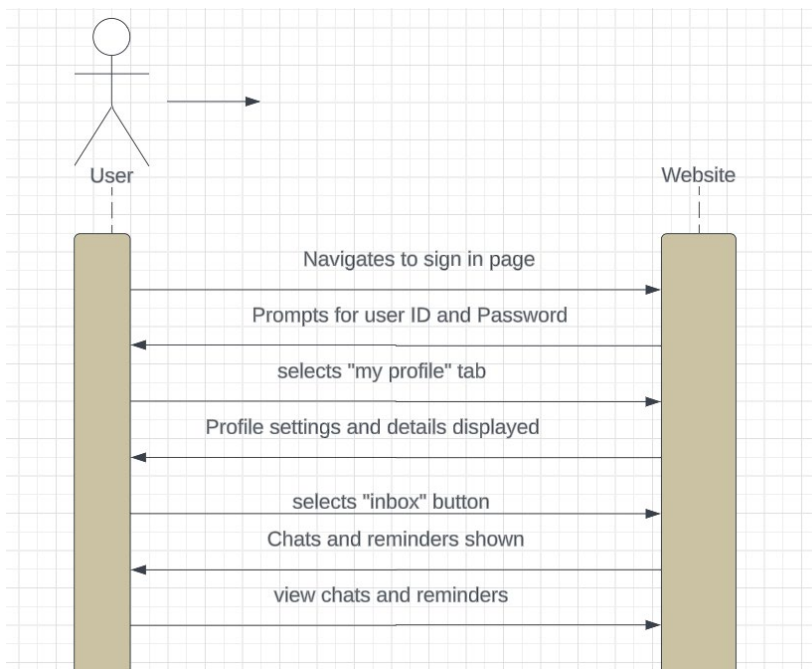 User
Website
Navigates to sign in page
Prompts for user ID and Password
selects "my profile" tab
Profile settings and details displayed
selects "inbox" button
Chats and reminders shown
view chats and reminders